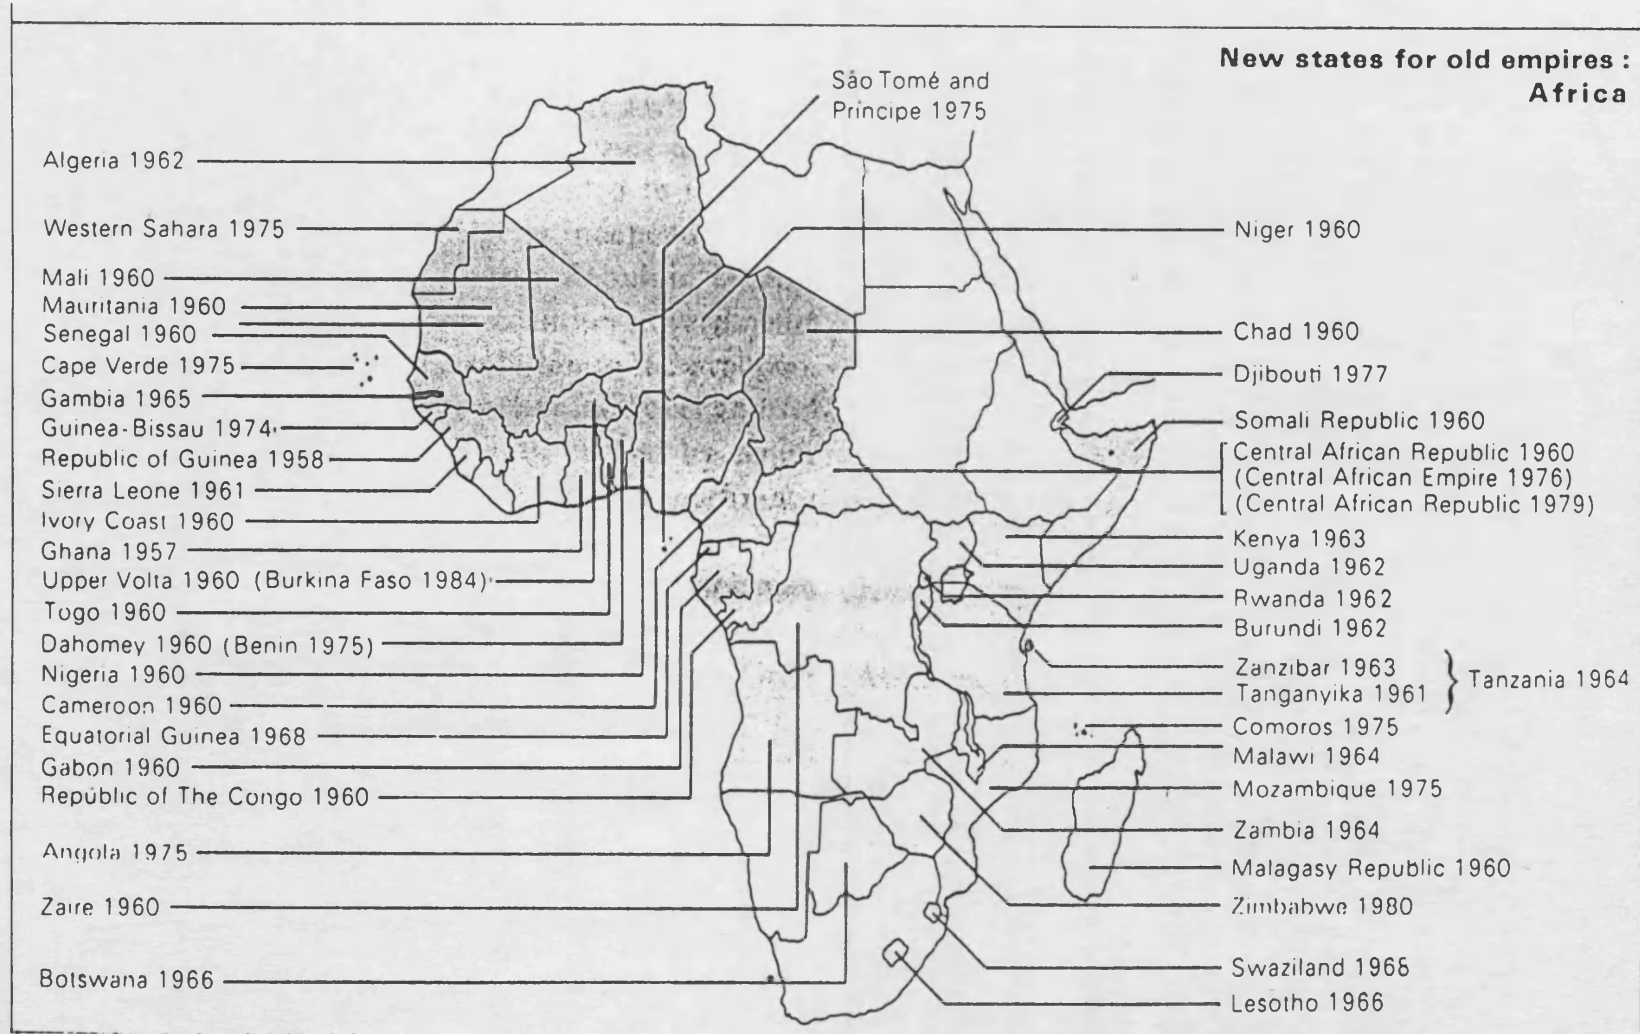 New states for old empires :
Africa
São Tomé and
Príncipe 1975
Algeria 1962
Western Sahara 1975
Mali 1960
Mauritania 1960
Senegal 1960
Cape Verde 1975
Gambia 1965
Guinea-Bissau 1974
Republic of Guinea 1958
Sierra Leone 1961
Ivory Coast 1960
Ghana 1957
Upper Volta 1960 (Burkina Faso 1984)
Togo 1960
Dahomey 1960 (Benin 1975)
Nigeria 1960
Cameroon 1960
Equatorial Guinea 1968
Gabon 1960
Republic of The Congo 1960
Angola 1975
Zaire 1960
Botswana 1966
Niger 1960
Chad 1960
Djibouti 1977
Somali Republic 1960
Central African Republic 1960
(Central African Empire 1976)
(Central African Republic 1979)
Kenya 1963
Uganda 1962
Rwanda 1962
Burundi 1962
Zanzibar 1963
Tanganyika 1961
Tanzania 1964
Comoros 1975
Malawi 1964
Mozambique 1975
Zambia 1964
Malagasy Republic 1960
Zimbabwe 1980
Swaziland 1968
Lesotho 1966